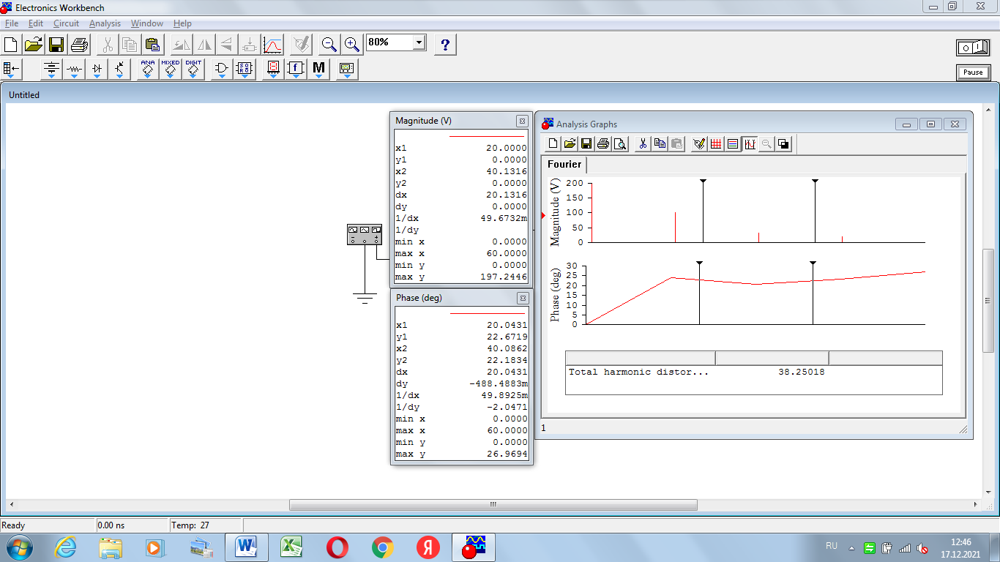 Electronics Workbench
File Edit Circuit Analysis Window Help
80%
?
ANA MIXED DIGIT
f M
Pause
Untitled
Magnitude (V)
x1 20.0000
y1 0.0000
x2 40.1316
y2 0.0000
dx 20.1316
dy 0.0000
1/dx 49.6732m
1/dy
min x 0.0000
max x 60.0000
min y 0.0000
max y 197.2446
Phase (deg)
x1 20.0431
y1 22.6719
x2 40.0862
y2 22.1834
dx 20.0431
dy -488.4883m
1/dx 49.8925m
1/dy -2.0471
min x 0.0000
max x 60.0000
min y 0.0000
max y 26.9694
Analysis Graphs
Fourier
Magnitude (V)
200
150
100
50
0
Phase (deg)
30
25
20
15
10
5
0
Total harmonic distor... 38.25018
1
Ready 0.00 ns Temp: 27
RU
12:46
17.12.2021